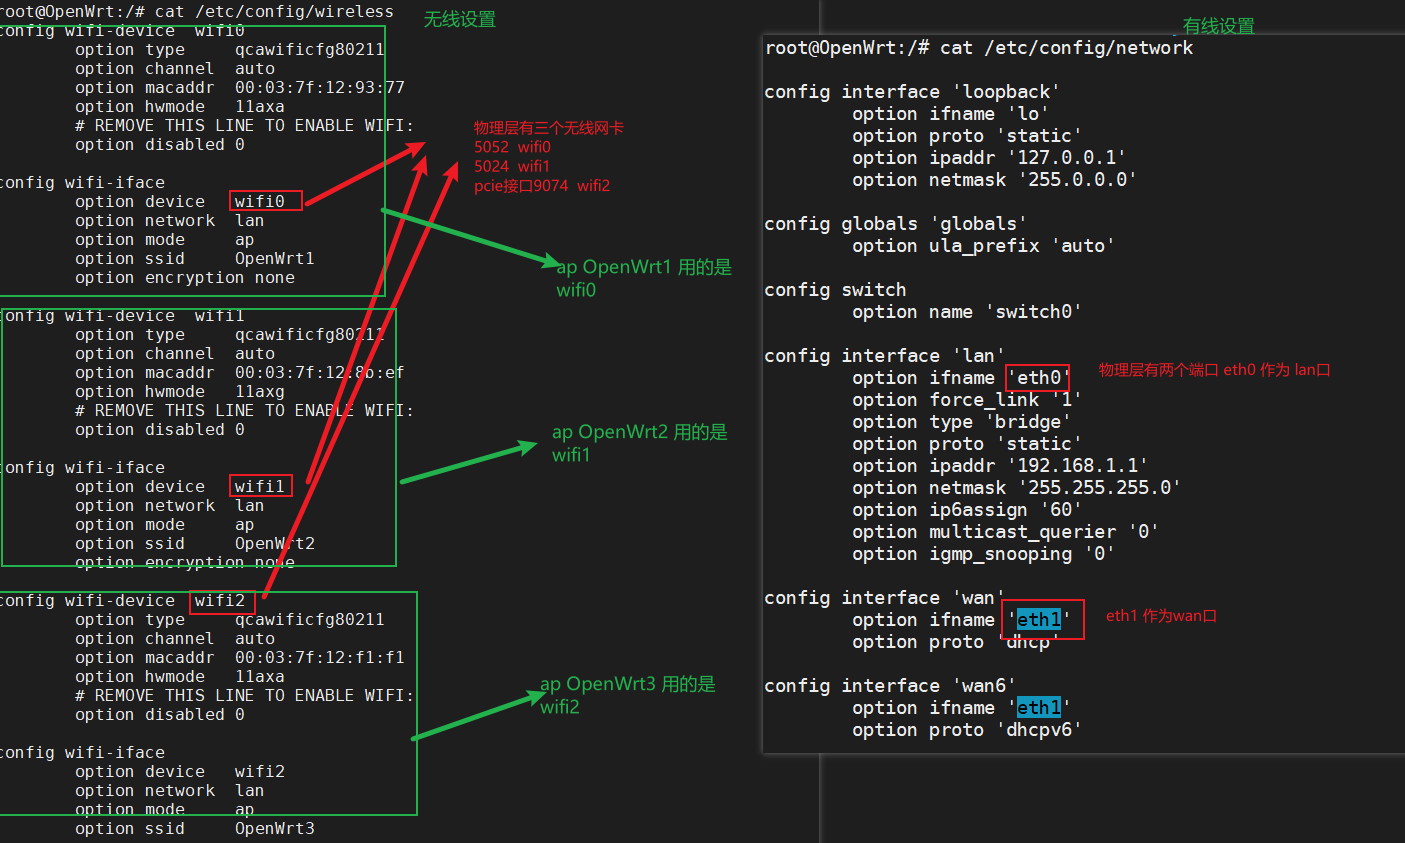 root@OpenWrt:/# cat /etc/config/wireless
config wifi-device  wifi0
        option type     qcawificfg80211
        option channel  auto
        option macaddr  00:03:7f:12:93:77
        option hwmode   11axa
        # REMOVE THIS LINE TO ENABLE WIFI:
        option disabled 0
config wifi-iface
        option device   wifi0
        option network  lan
        option mode     ap
        option ssid     OpenWrt1
        option encryption none
config wifi-device  wifi1
        option type     qcawificfg80211
        option channel  auto
        option macaddr  00:03:7f:12:8b:ef
        option hwmode   11axg
        # REMOVE THIS LINE TO ENABLE WIFI:
        option disabled 0
config wifi-iface
        option device   wifi1
        option network  lan
        option mode     ap
        option ssid     OpenWrt2
        option encryption none
config wifi-device  wifi2
        option type     qcawificfg80211
        option channel  auto
        option macaddr  00:03:7f:12:f1:f1
        option hwmode   11axa
        # REMOVE THIS LINE TO ENABLE WIFI:
        option disabled 0
config wifi-iface
        option device   wifi2
        option network  lan
        option mode     ap
        option ssid     OpenWrt3
无线设置
物理层有三个无线网卡
5052  wifi0
5024  wifi1
pcie接口9074  wifi2
ap OpenWrt1 用的是
wifi0
ap OpenWrt2 用的是
wifi1
ap OpenWrt3 用的是
wifi2
有线设置
root@OpenWrt:/# cat /etc/config/network
config interface 'loopback'
        option ifname 'lo'
        option proto 'static'
        option ipaddr '127.0.0.1'
        option netmask '255.0.0.0'
config globals 'globals'
        option ula_prefix 'auto'
config switch
        option name 'switch0'
config interface 'lan'
        option ifname 'eth0'
        option force_link '1'
        option type 'bridge'
        option proto 'static'
        option ipaddr '192.168.1.1'
        option netmask '255.255.255.0'
        option ip6assign '60'
        option multicast_querier '0'
        option igmp_snooping '0'
物理层有两个端口 eth0 作为 lan口
config interface 'wan'
        option ifname 'eth1'
        option proto 'dhcp'
eth1 作为wan口
config interface 'wan6'
        option ifname 'eth1'
        option proto 'dhcpv6'